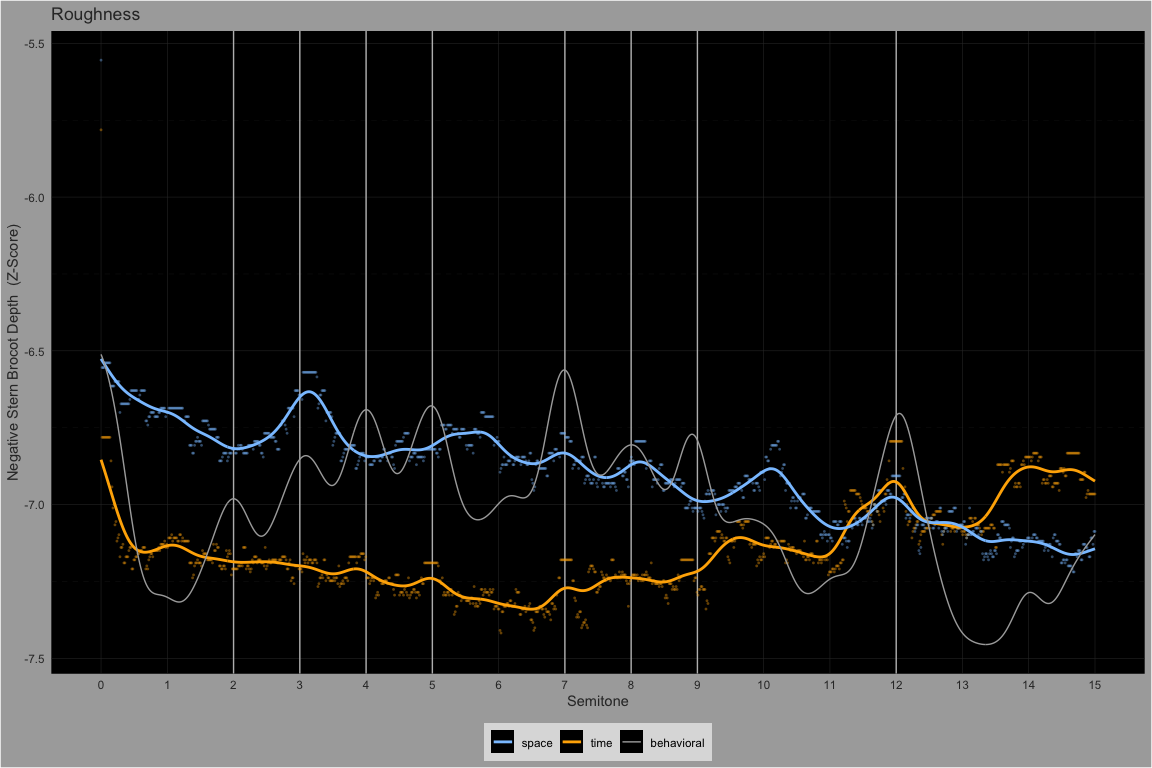 Roughness
Negative Stern Brocot Depth  (Z-Score)
-5.5
-6.0
-6.5
-7.0
-7.5
0 1 2 3 4 5 6 7 8 9 10 11 12 13 14 15
Semitone
space time behavioral